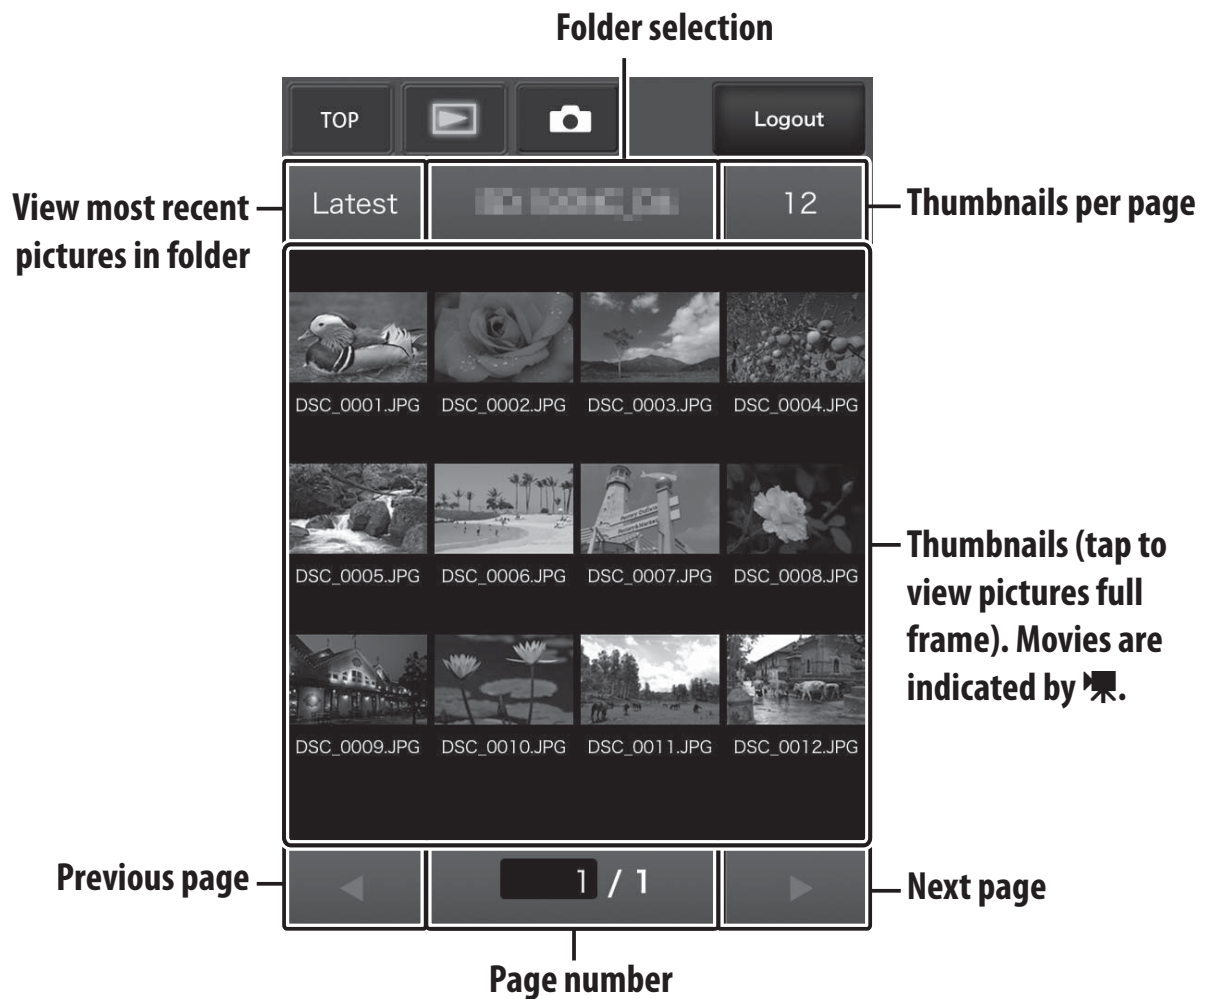 Folder selection
TOP
Logout
View most recent
pictures in folder
Latest
12
Thumbnails per page
DSC_0001.JPG DSC_0002.JPG DSC_0003.JPG DSC_0004.JPG
DSC_0005.JPG DSC_0006.JPG DSC_0007.JPG DSC_0008.JPG
Thumbnails (tap to
view pictures full
frame). Movies are
indicated by .
DSC_0009.JPG DSC_0010.JPG DSC_0011.JPG DSC_0012.JPG
Previous page
1 / 1
Next page
Page number